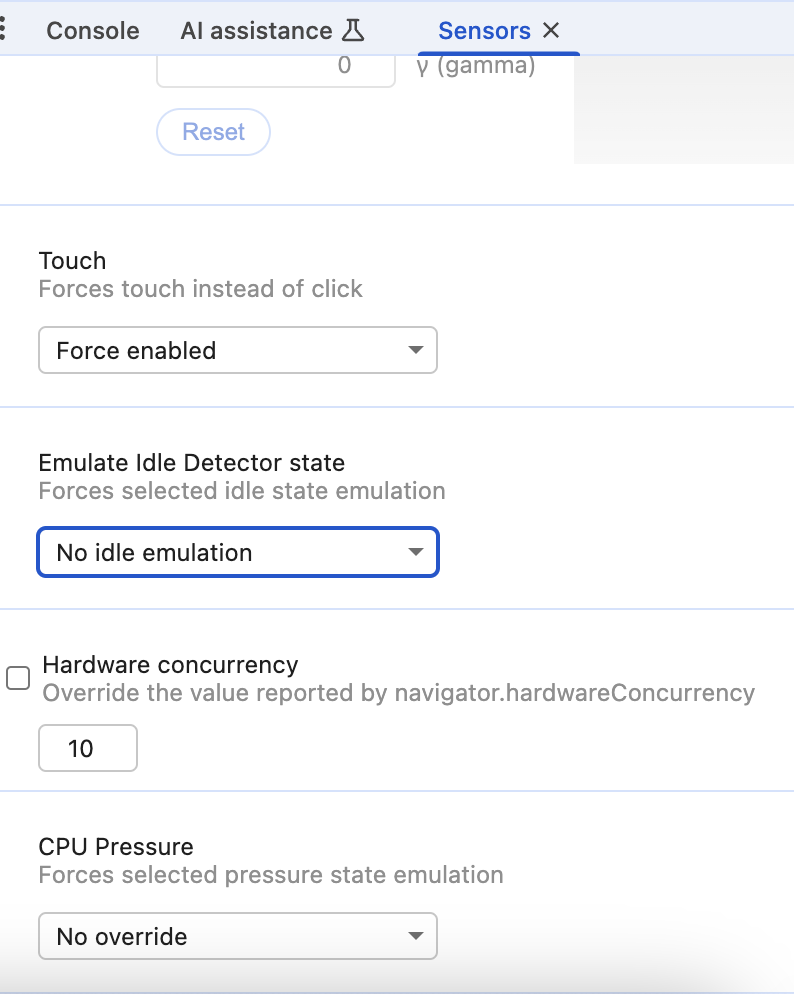 Console AI assistance Sensors
0 γ (gamma)
Reset
Touch
Forces touch instead of click
Force enabled
Emulate Idle Detector state
Forces selected idle state emulation
No idle emulation
Hardware concurrency
Override the value reported by navigator.hardwareConcurrency
10
CPU Pressure
Forces selected pressure state emulation
No override